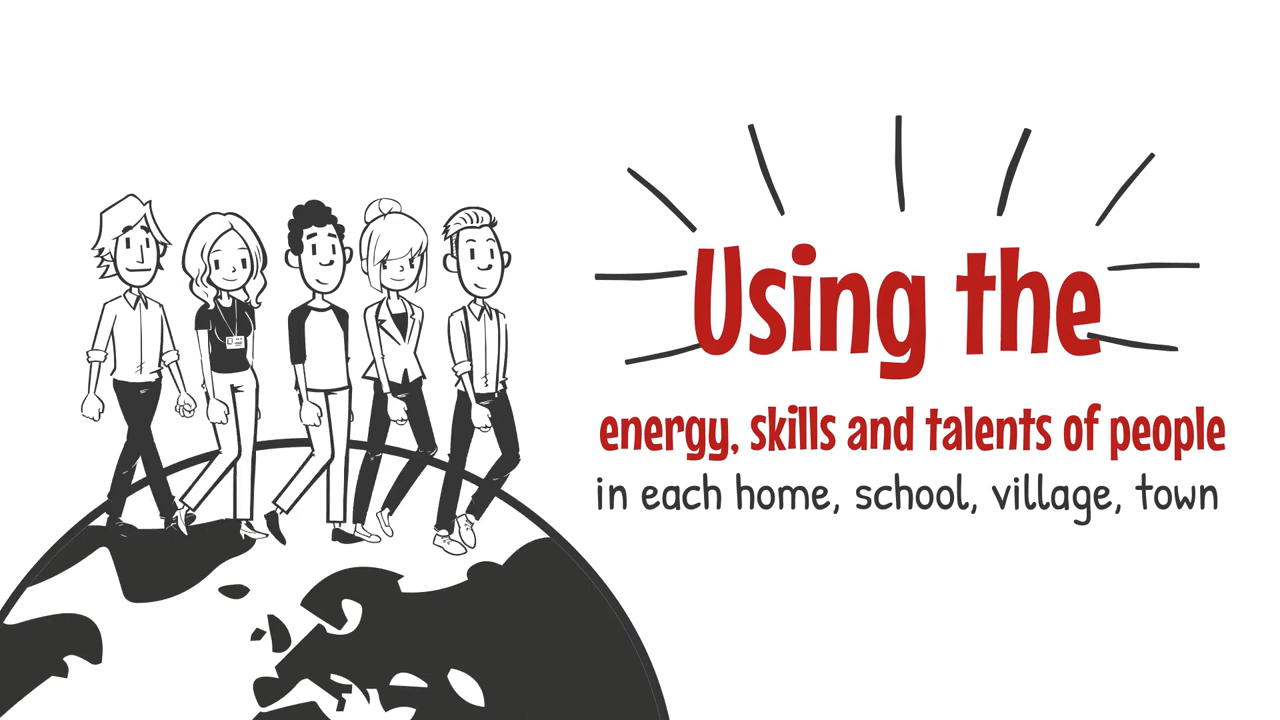 Using the
energy, skills and talents of people
in each home, school, village, town